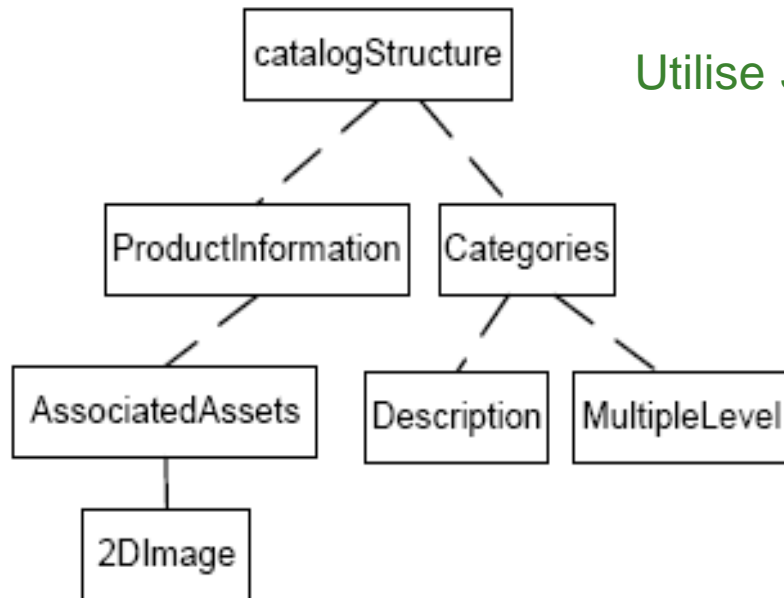 catalogStructure
Utilise
ProductInformation
Categories
AssociatedAssets
Description
MultipleLevel
2DImage